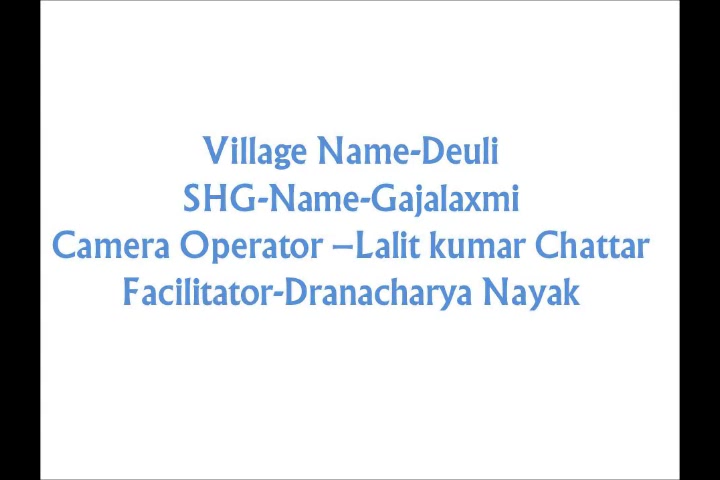 Village Name-Deuli
SHG-Name-Gajalaxmi
Camera Operator –Lalit kumar Chattar
Facilitator-Dranacharya Nayak